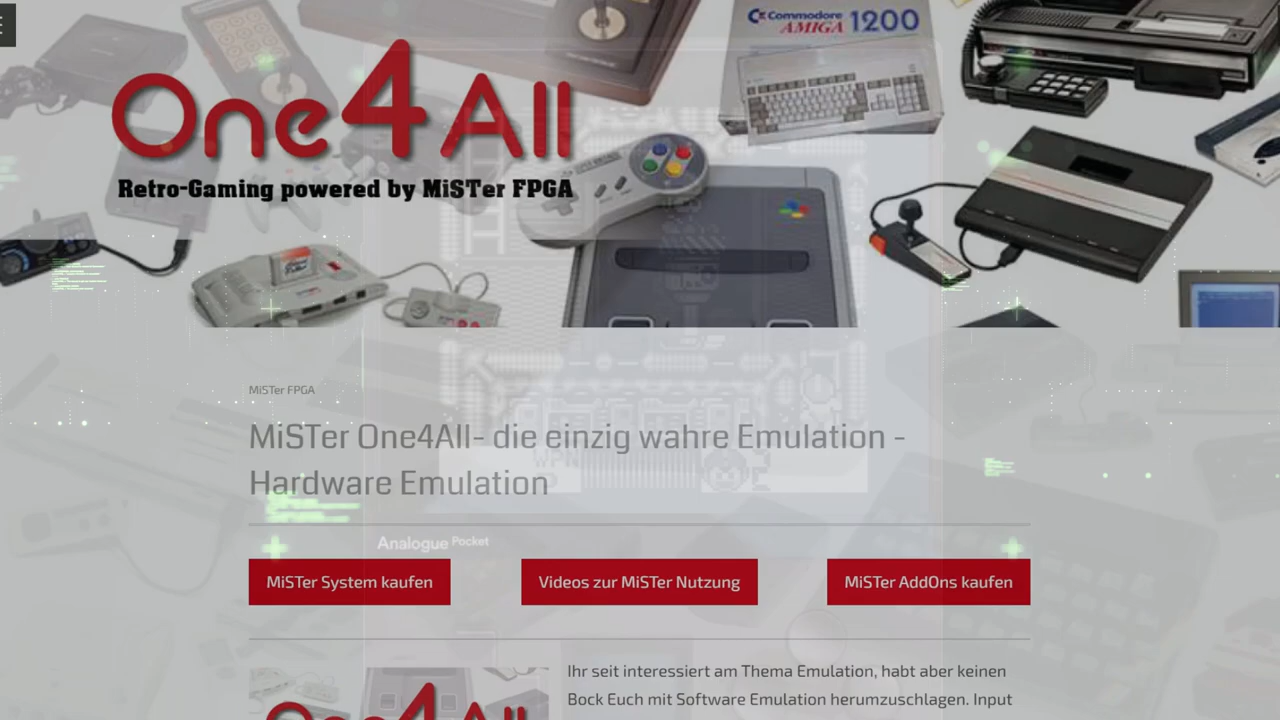 Commodore
AMIGA 1200
One4All
Retro-Gaming powered by MiSTer FPGA
MiSTer FPGA
MiSTer One4All- die einzig wahre Emulation -
Hardware Emulation
Analogue Pocket
MiSTer System kaufen
Videos zur MiSTer Nutzung
MiSTer AddOns kaufen
Ihr seit interessiert am Thema Emulation, habt aber keinen
Bock Euch mit Software Emulation herumzuschlagen. Input
One4All